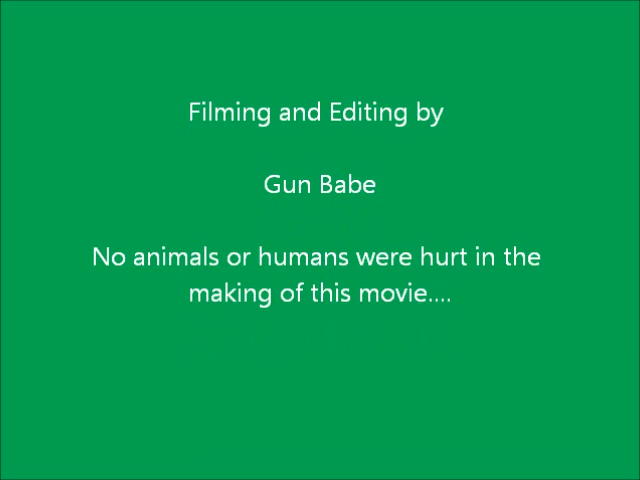 Filming and Editing by
Gun Babe
No animals or humans were hurt in the
making of this movie....